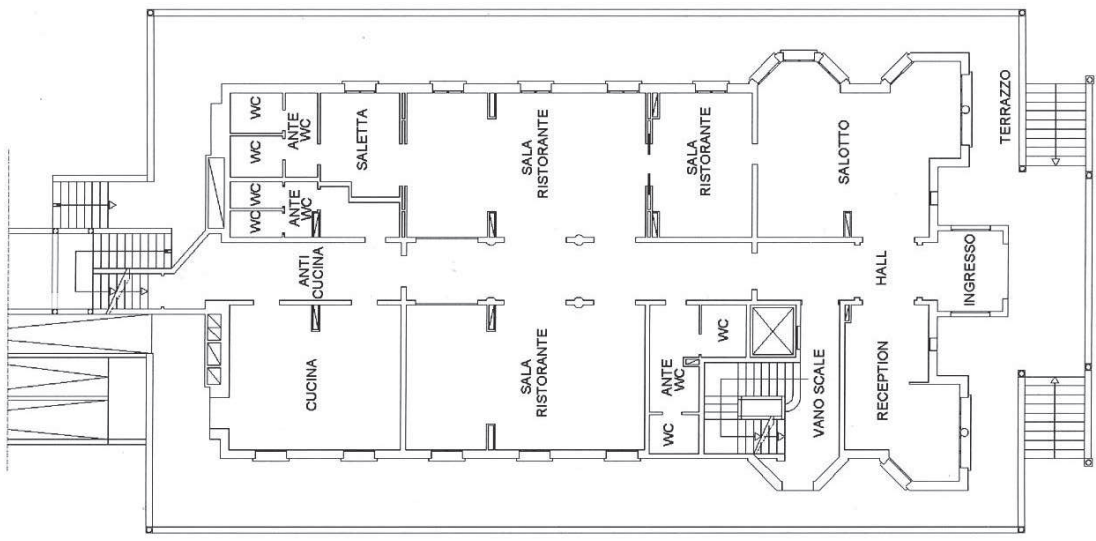 WC
ANTE
WC
WC
SALETTA
SALA
RISTORANTE
SALA
RISTORANTE
SALOTTO
TERRAZZO
WC
ANTE
WC
WC
ANTI
CUCINA
HALL
INGRESSO
CUCINA
SALA
RISTORANTE
ANTE
WC
WC
WC
VANO SCALE
RECEPTION